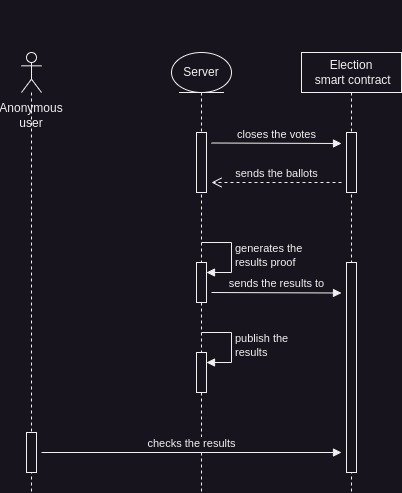 Server
Election
smart contract
Anonymous
user
closes the votes
sends the ballots
generates the
results proof
sends the results to
publish the
results
checks the results